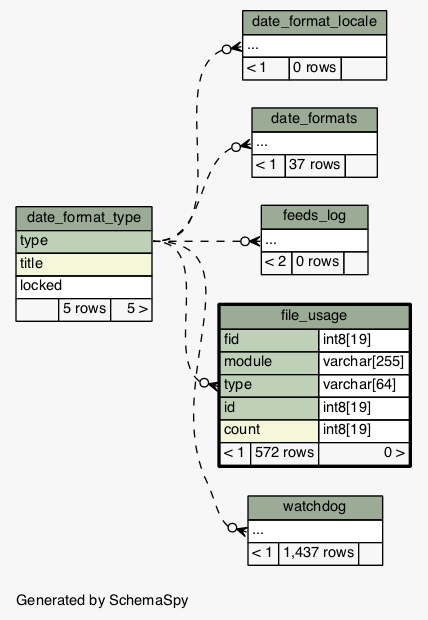 date_format_locale
...
< 1 0 rows
date_formats
...
< 1 37 rows
date_format_type
type
title
locked
5 rows 5 >
feeds_log
...
< 2 0 rows
file_usage
fid int8[19]
module varchar[255]
type varchar[64]
id int8[19]
count int8[19]
< 1 572 rows 0 >
watchdog
...
< 1 1,437 rows
Generated by SchemaSpy